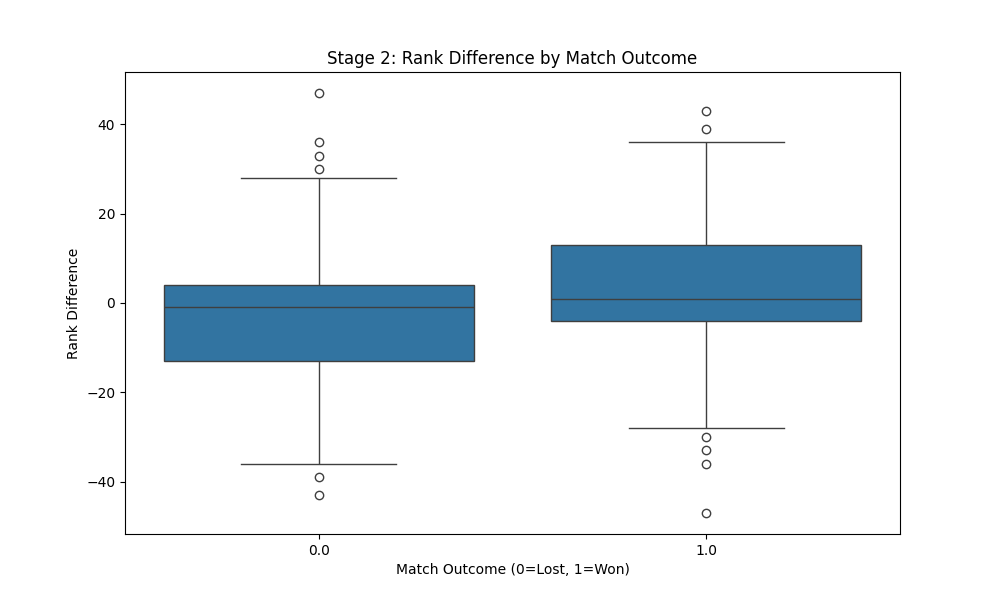 Stage 2: Rank Difference by Match Outcome
Rank Difference
40
20
0
−20
−40
0.0
1.0
Match Outcome (0=Lost, 1=Won)